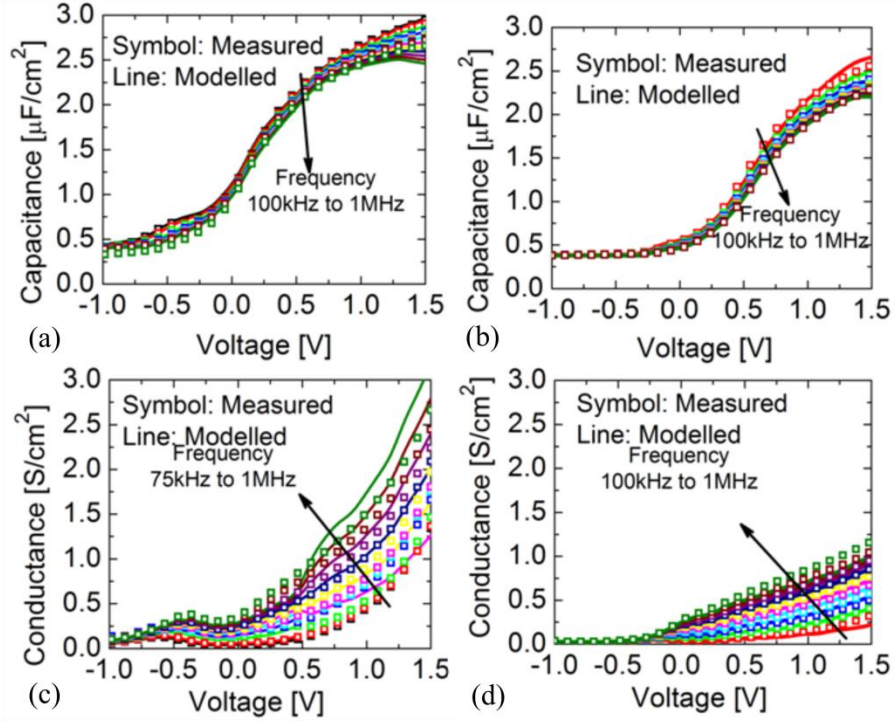 3.0
2.5
2.0
1.5
1.0
0.5
0.0
Capacitance [μF/cm²]
Symbol: Measured
Line: Modelled
Frequency
100kHz to 1MHz
-1.0 -0.5 0.0 0.5 1.0 1.5
Voltage [V]
(a)
3.0
2.5
2.0
1.5
1.0
0.5
0.0
Capacitance [μF/cm²]
Symbol: Measured
Line: Modelled
Frequency
100kHz to 1MHz
-1.0 -0.5 0.0 0.5 1.0 1.5
Voltage [V]
(b)
3.0
2.5
2.0
1.5
1.0
0.5
0.0
Conductance [S/cm²]
Symbol: Measured
Line: Modelled
Frequency
75kHz to 1MHz
-1.0 -0.5 0.0 0.5 1.0 1.5
Voltage [V]
(c)
3.0
2.5
2.0
1.5
1.0
0.5
0.0
Conductance [S/cm²]
Symbol: Measured
Line: Modelled
Frequency
100kHz to 1MHz
-1.0 -0.5 0.0 0.5 1.0 1.5
Voltage [V]
(d)